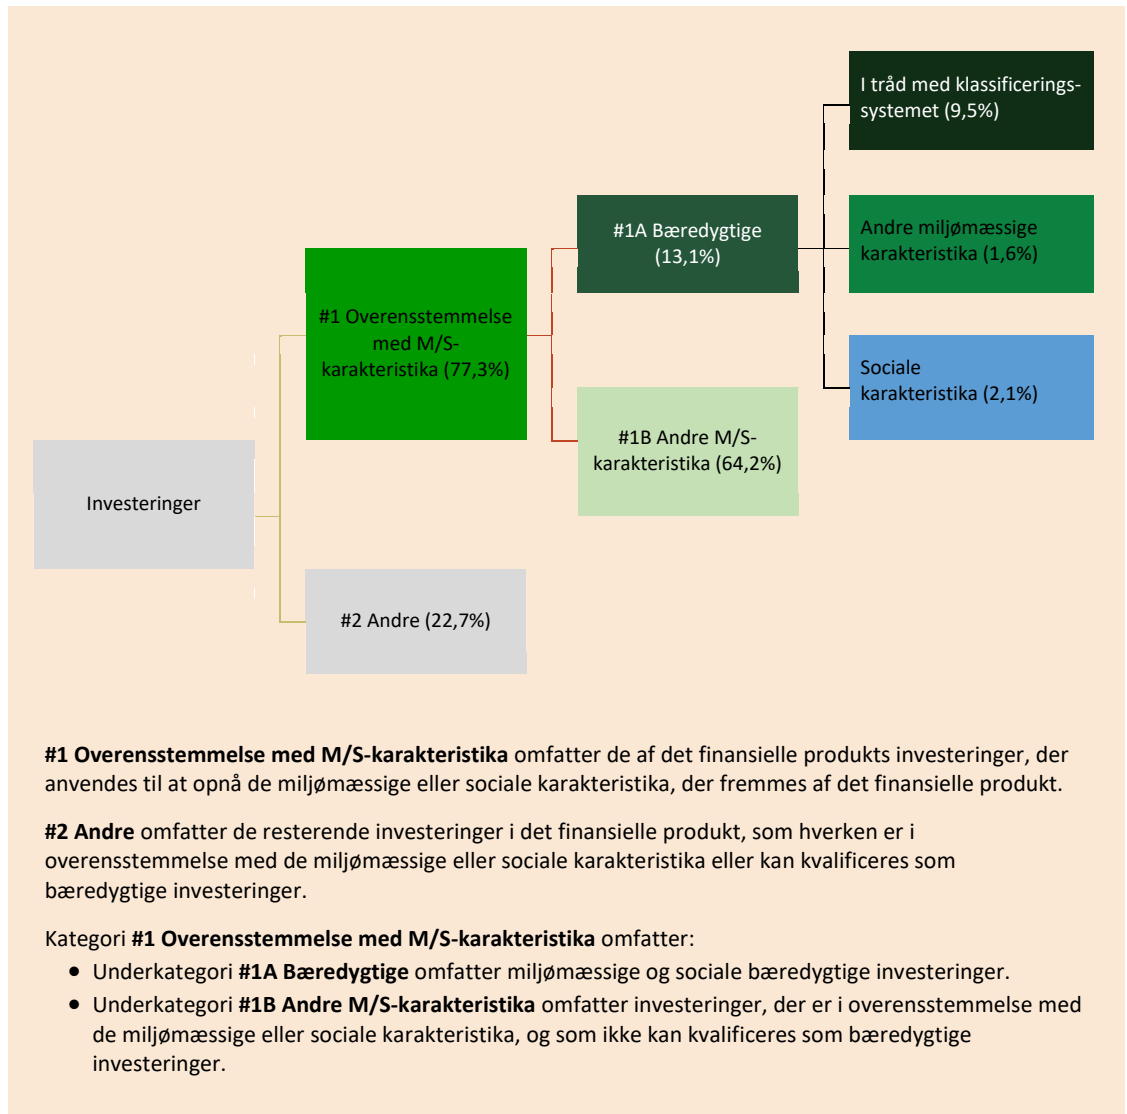 I tråd med klassificerings-
systemet (9,5%)
#1A Bæredygtige
(13,1%)
Andre miljømæssige
karakteristika (1,6%)
#1 Overensstemmelse
med M/S-
karakteristika (77,3%)
Sociale
karakteristika (2,1%)
#1B Andre M/S-
karakteristika (64,2%)
Investeringer
#2 Andre (22,7%)
#1 Overensstemmelse med M/S-karakteristika omfatter de af det finansielle produkts investeringer, der
anvendes til at opnå de miljømæssige eller sociale karakteristika, der fremmes af det finansielle produkt.
#2 Andre omfatter de resterende investeringer i det finansielle produkt, som hverken er i
overensstemmelse med de miljømæssige eller sociale karakteristika eller kan kvalificeres som
bæredygtige investeringer.
Kategori #1 Overensstemmelse med M/S-karakteristika omfatter:
• Underkategori #1A Bæredygtige omfatter miljømæssige og sociale bæredygtige investeringer.
• Underkategori #1B Andre M/S-karakteristika omfatter investeringer, der er i overensstemmelse med
de miljømæssige eller sociale karakteristika, og som ikke kan kvalificeres som bæredygtige
investeringer.